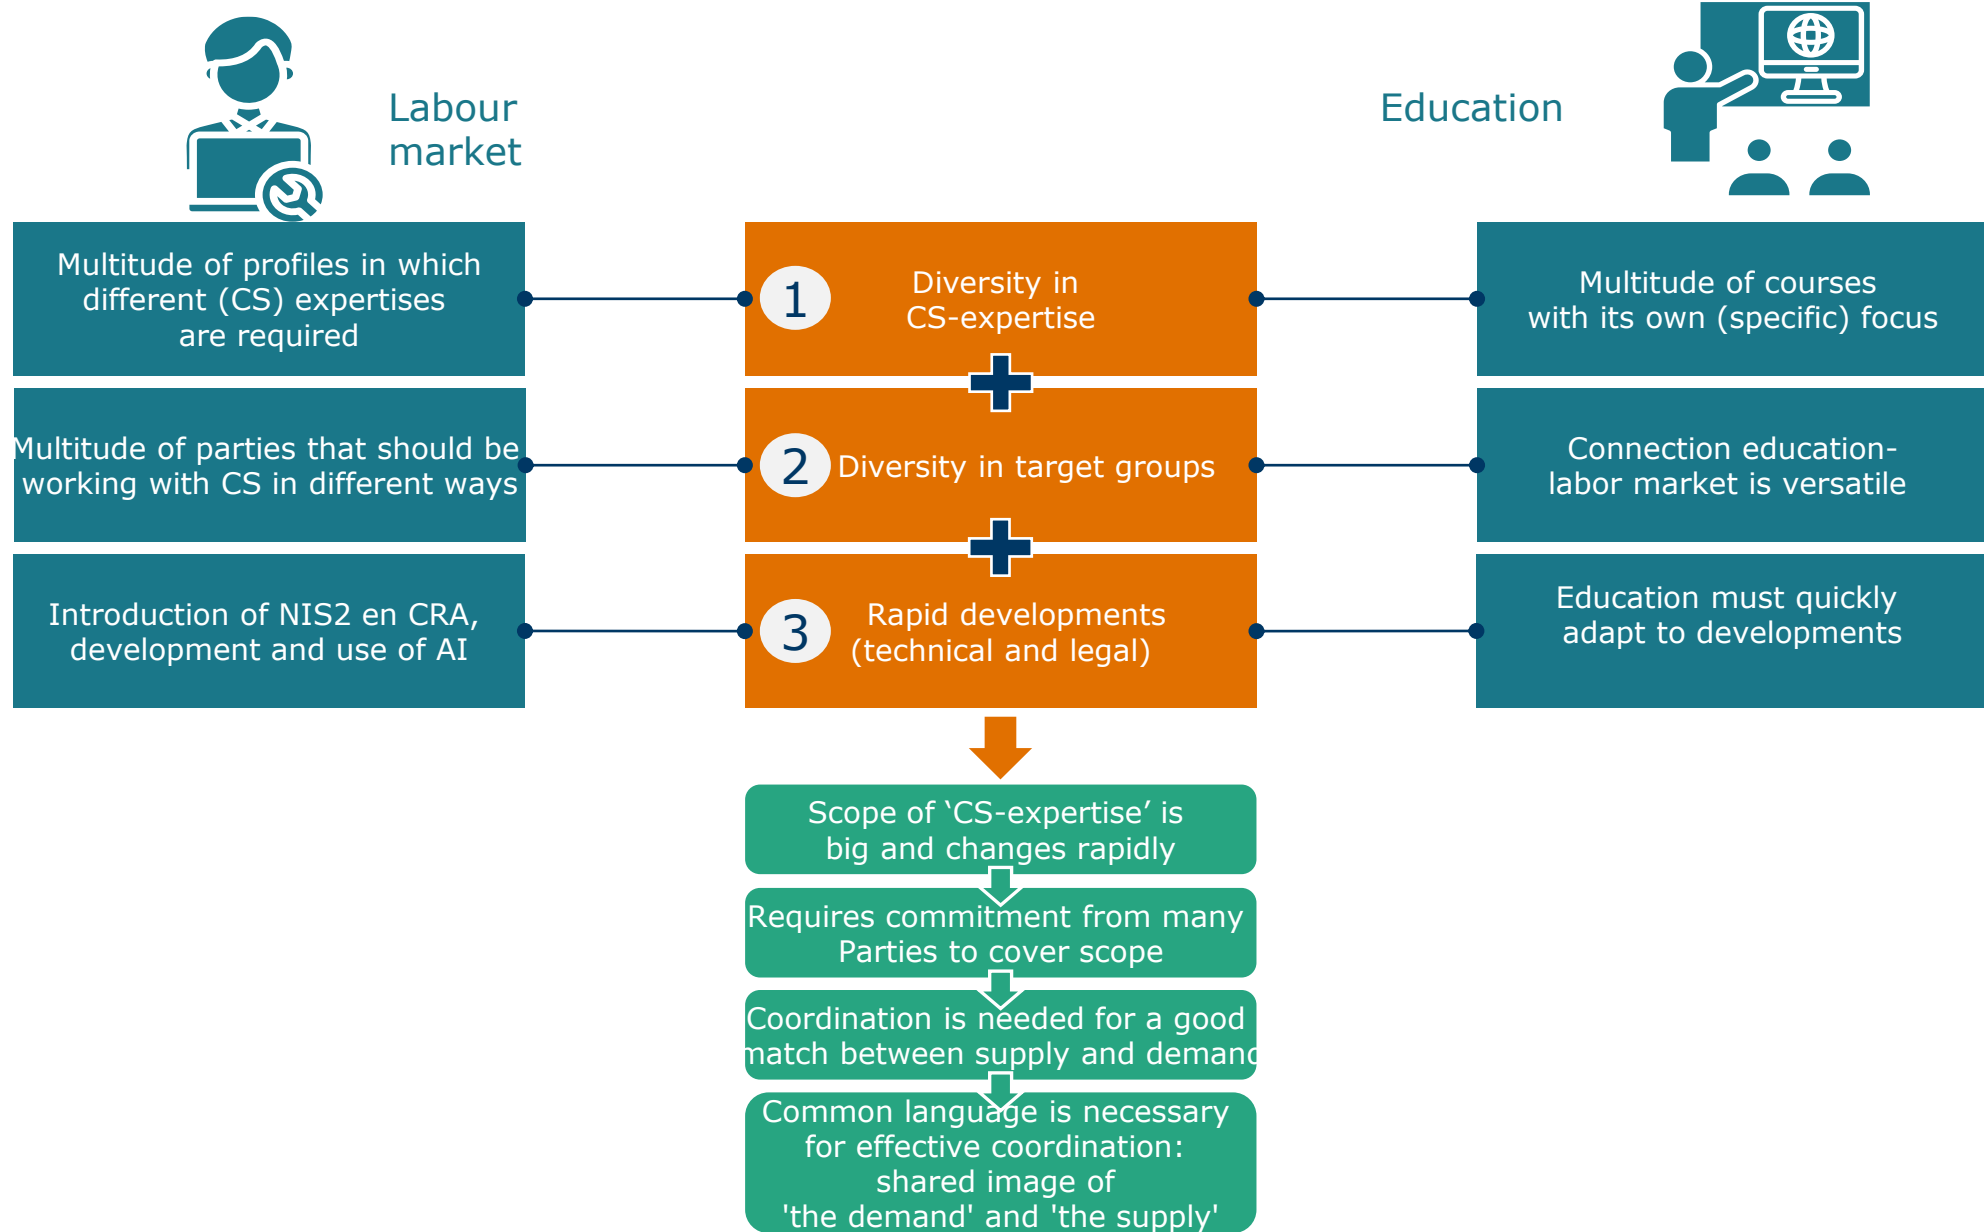 Labour
market
Education
Multitude of profiles in which
different (CS) expertises
are required
1
Diversity in
CS-expertise
Multitude of courses
with its own (specific) focus
Multitude of parties that should be
working with CS in different ways
2
Diversity in target groups
Connection education-
labor market is versatile
Introduction of NIS2 en CRA,
development and use of AI
3
Rapid developments
(technical and legal)
Education must quickly
adapt to developments
Scope of ‘CS-expertise’ is
big and changes rapidly
Requires commitment from many
Parties to cover scope
Coordination is needed for a good
match between supply and demand
Common language is necessary
for effective coordination:
shared image of
'the demand' and 'the supply'